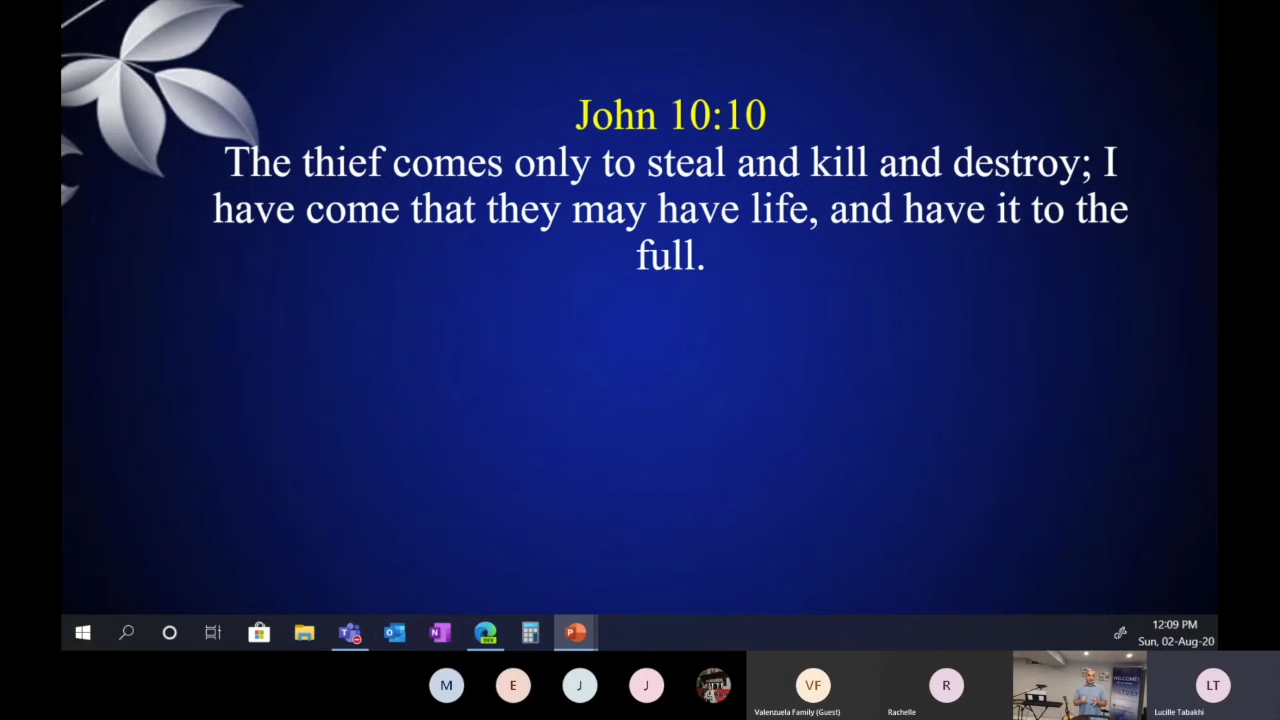 John 10:10
The thief comes only to steal and kill and destroy; I
have come that they may have life, and have it to the
full.
12:09 PM
Sun, 02-Aug-20
M
E
J
J
VF
Valenzuela Family (Guest)
R
Rachelle
WELCOME!
LT
Lucille Tabakhi